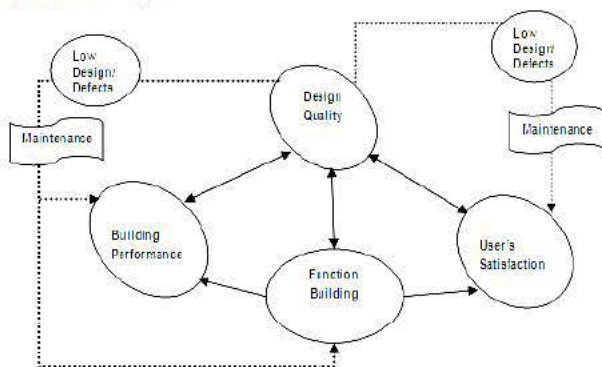 Low
Design/
Defects
Low
Design/
Defects
Design
Quality
Maintenance
Maintenance
Building
Performance
User's
Satisfaction
Function
Building